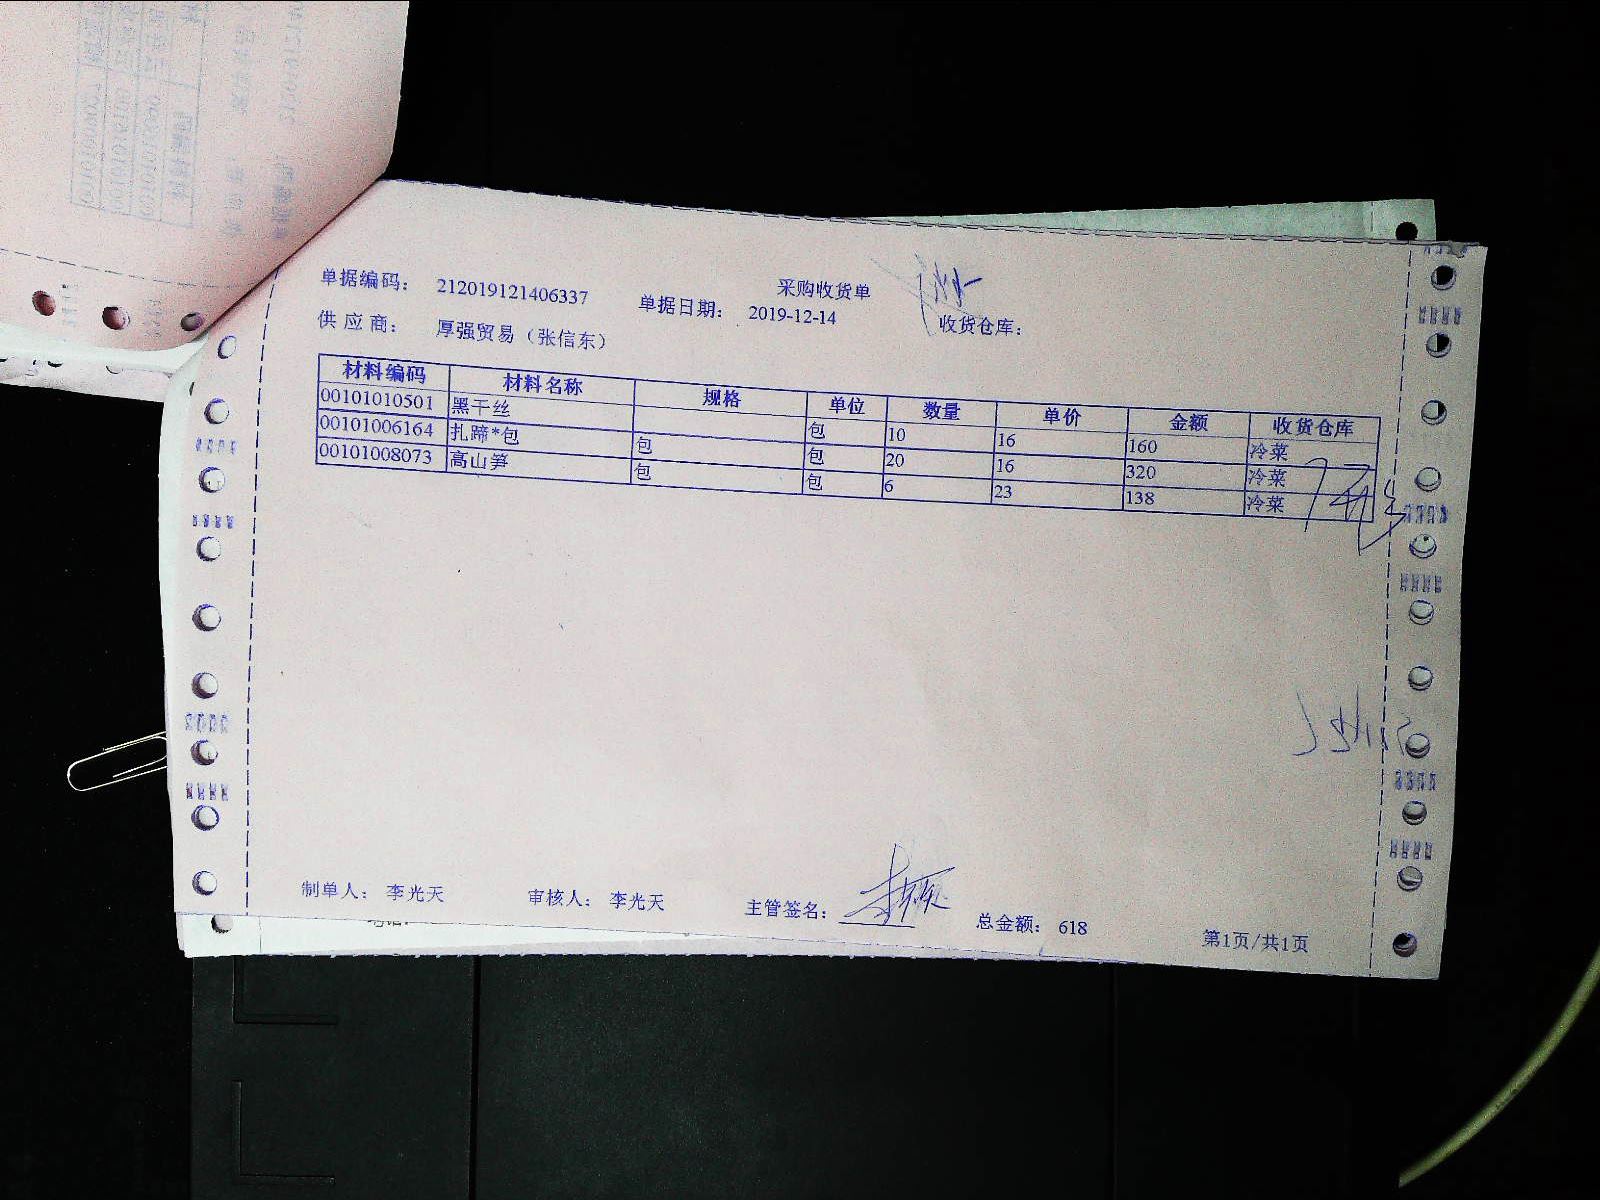 采购收货单
单据编码： 212019121406337 单据日期： 2019-12-14 收货仓库：
供 应 商： 厚强贸易（张信东）
材料编码 材料名称 规格 单位 数量 单价 金额 收货仓库
00101010501 黑干丝 包 10 16 160 冷菜
00101006164 扎蹄*包 包 包 20 16 320 冷菜
00101008073 高山笋 包 包 6 23 138 冷菜
制单人： 李光天 审核人： 李光天 主管签名： 总金额： 618
第1页/共1页